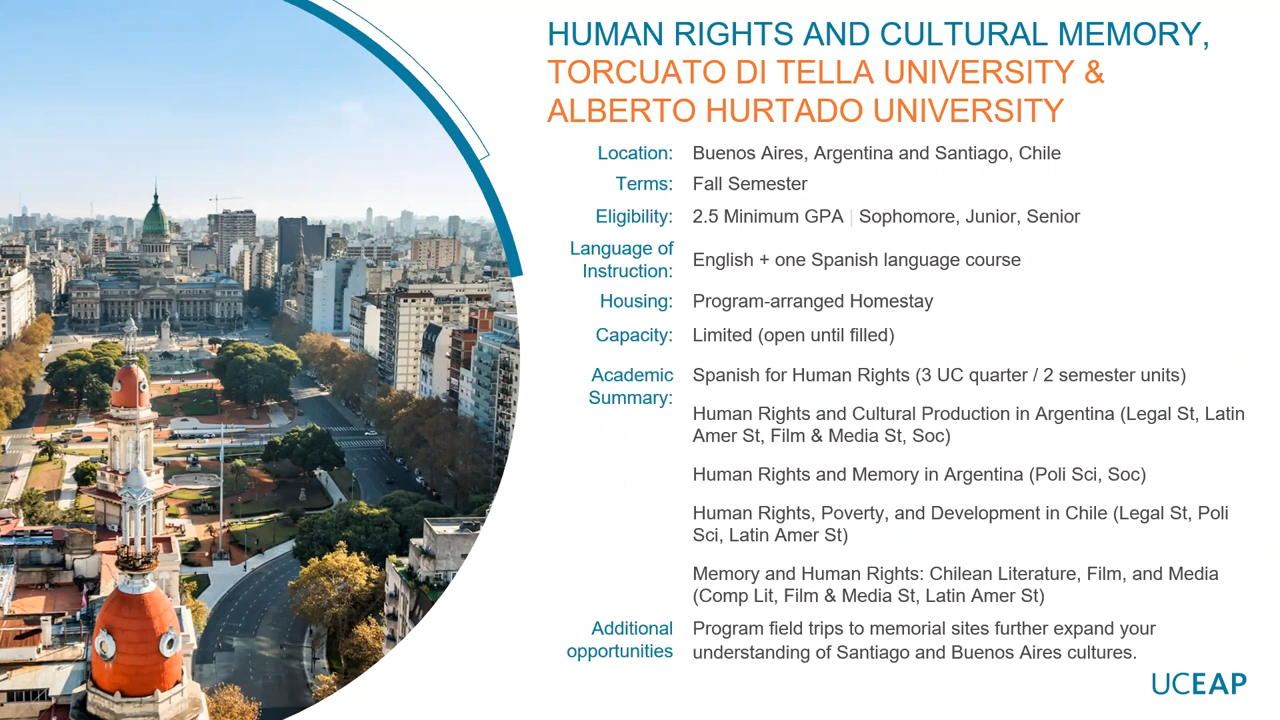 HUMAN RIGHTS AND CULTURAL MEMORY,
TORCUATO DI TELLA UNIVERSITY &
ALBERTO HURTADO UNIVERSITY
Location: Buenos Aires, Argentina and Santiago, Chile
Terms: Fall Semester
Eligibility: 2.5 Minimum GPA | Sophomore, Junior, Senior
Language of
Instruction: English + one Spanish language course
Housing: Program-arranged Homestay
Capacity: Limited (open until filled)
Academic
Summary:
Spanish for Human Rights (3 UC quarter / 2 semester units)
Human Rights and Cultural Production in Argentina (Legal St, Latin
Amer St, Film & Media St, Soc)
Human Rights and Memory in Argentina (Poli Sci, Soc)
Human Rights, Poverty, and Development in Chile (Legal St, Poli
Sci, Latin Amer St)
Memory and Human Rights: Chilean Literature, Film, and Media
(Comp Lit, Film & Media St, Latin Amer St)
Additional
opportunities
Program field trips to memorial sites further expand your
understanding of Santiago and Buenos Aires cultures.
UCEAP